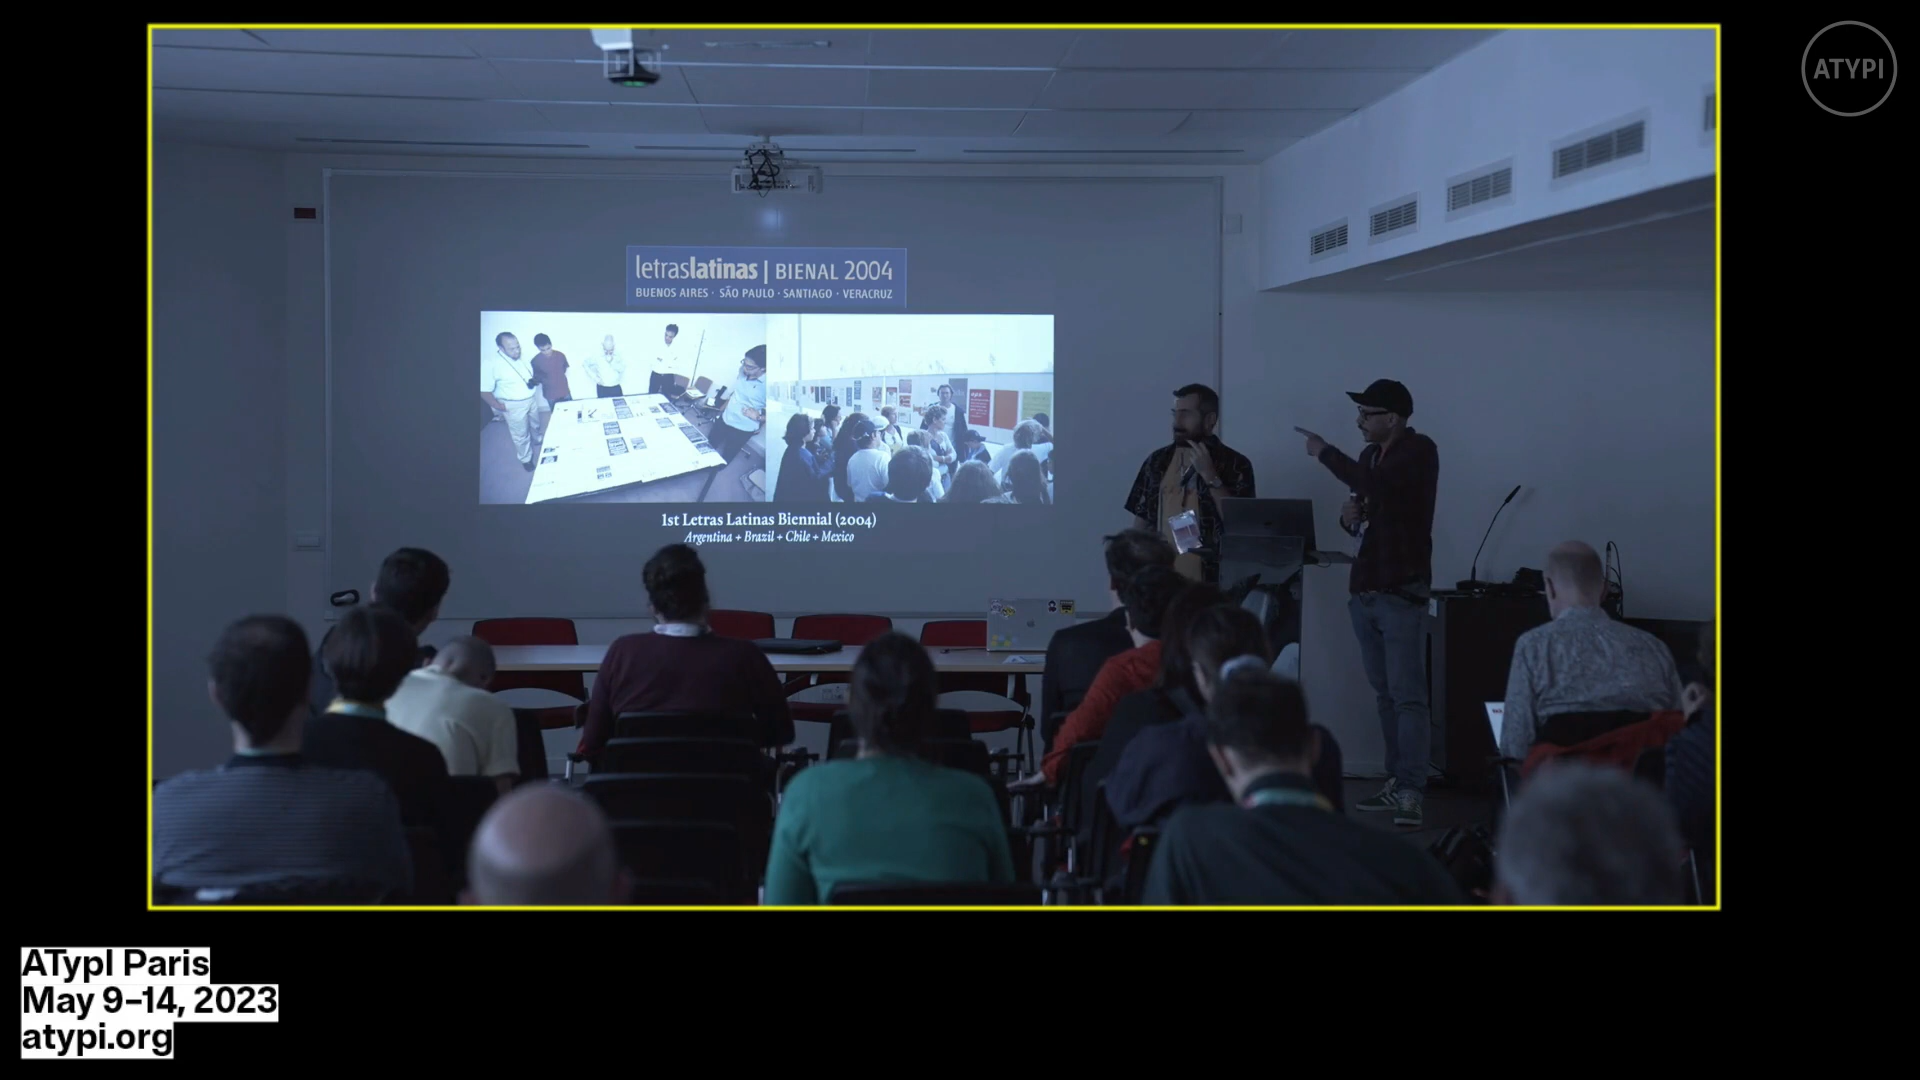 ATYPI
letraslatinas | BIENAL 2004
BUENOS AIRES · SÃO PAULO · SANTIAGO · VERACRUZ
1st Letras Latinas Biennial (2004)
Argentina + Brazil + Chile + Mexico
ATypI Paris
May 9–14, 2023
atypi.org